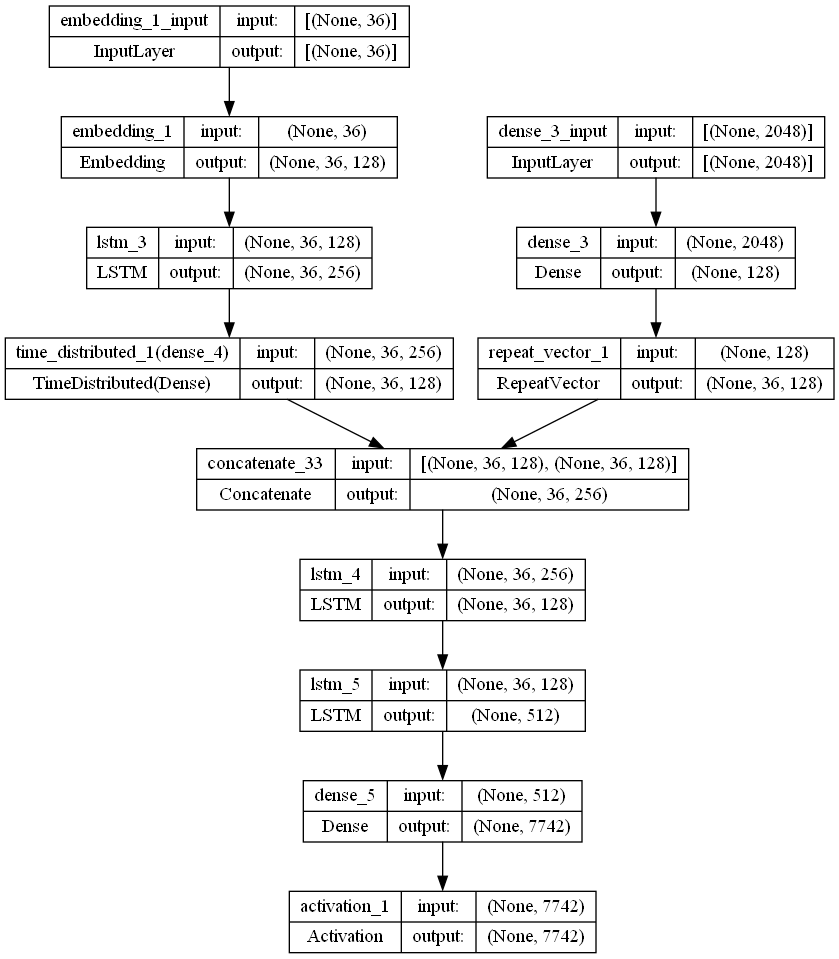 embedding_1_input input: [(None, 36)]
InputLayer output: [(None, 36)]
embedding_1 input: (None, 36)
Embedding output: (None, 36, 128)
dense_3_input input: [(None, 2048)]
InputLayer output: [(None, 2048)]
lstm_3 input: (None, 36, 128)
LSTM output: (None, 36, 256)
dense_3 input: (None, 2048)
Dense output: (None, 128)
time_distributed_1(dense_4) input: (None, 36, 256)
TimeDistributed(Dense) output: (None, 36, 128)
repeat_vector_1 input: (None, 128)
RepeatVector output: (None, 36, 128)
concatenate_33 input: [(None, 36, 128), (None, 36, 128)]
Concatenate output: (None, 36, 256)
lstm_4 input: (None, 36, 256)
LSTM output: (None, 36, 128)
lstm_5 input: (None, 36, 128)
LSTM output: (None, 512)
dense_5 input: (None, 512)
Dense output: (None, 7742)
activation_1 input: (None, 7742)
Activation output: (None, 7742)